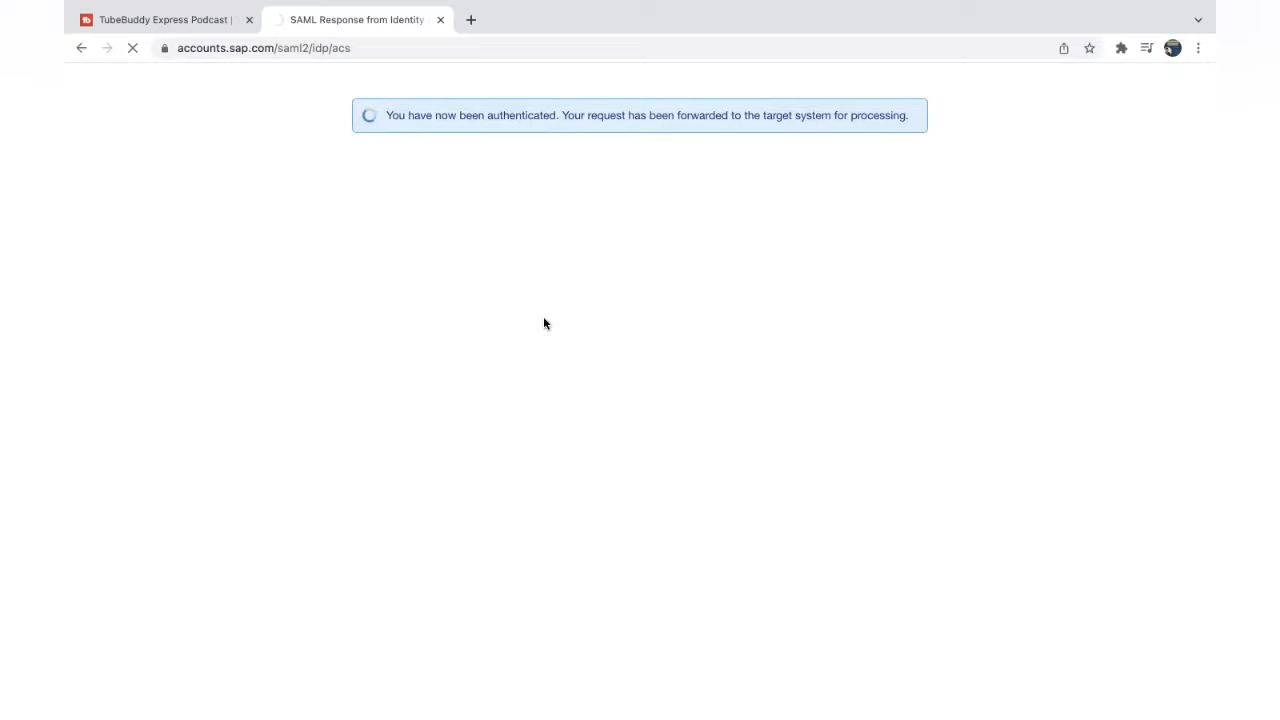 TubeBuddy Express Podcast |
SAML Response from Identity
accounts.sap.com/saml2/idp/acs
You have now been authenticated. Your request has been forwarded to the target system for processing.